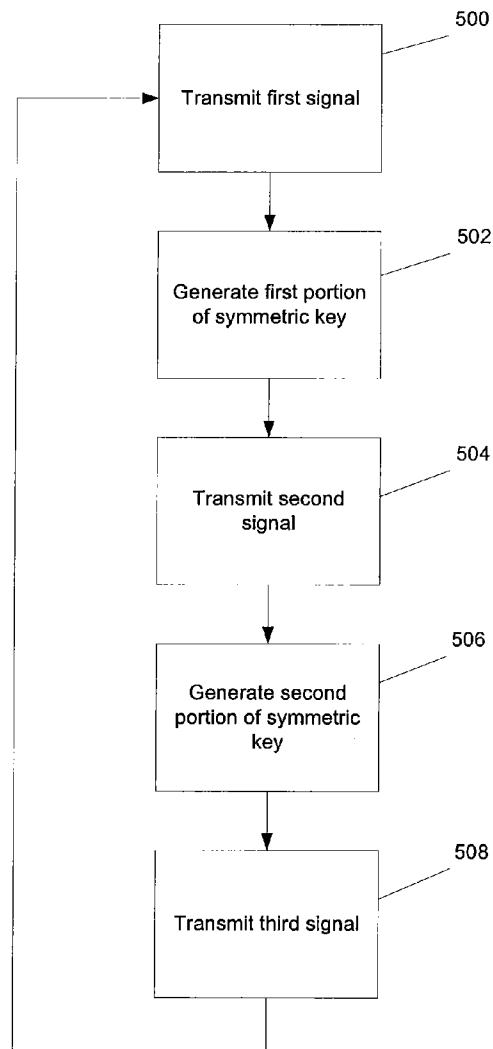 500
Transmit first signal
502
Generate first portion
of symmetric key
504
Transmit second
signal
506
Generate second
portion of symmetric
key
508
Transmit third signal